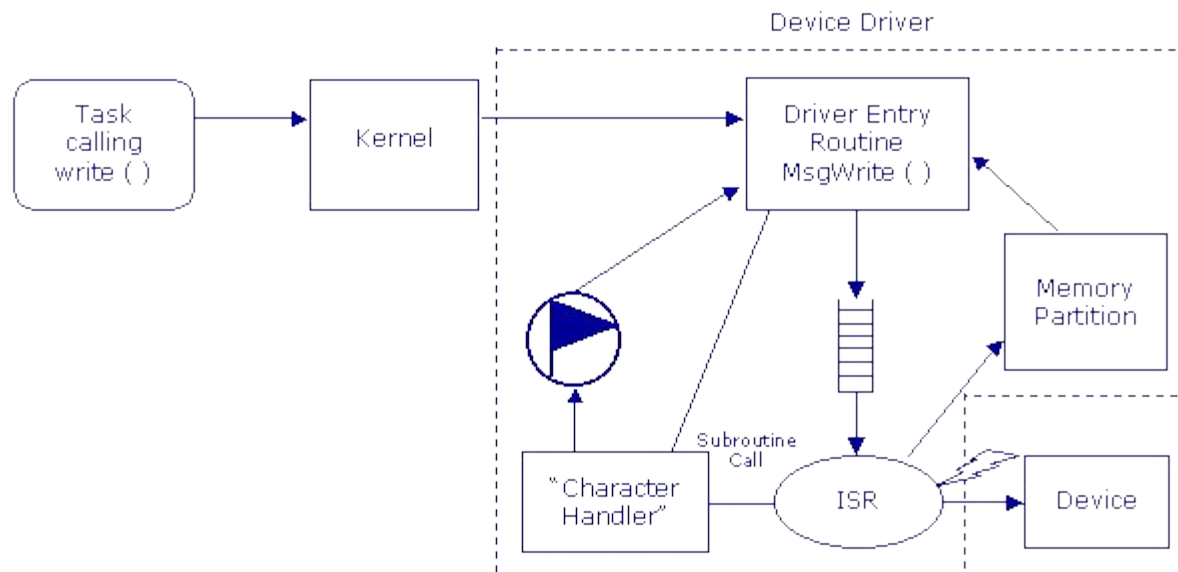 Device Driver
Task
calling
write ( )
Kernel
Driver Entry
Routine
MsgWrite ( )
Memory
Partition
Subroutine
Call
“Character
Handler”
ISR
Device